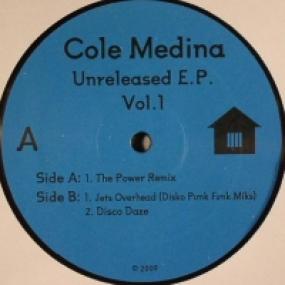 Cole Medina
Unreleased E.P.
Vol.1
A
Side A: 1. The Power Remix
Side B: 1. Jets Overhead (Disko Punk Funk Miks)
2. Disco Daze
© 2009